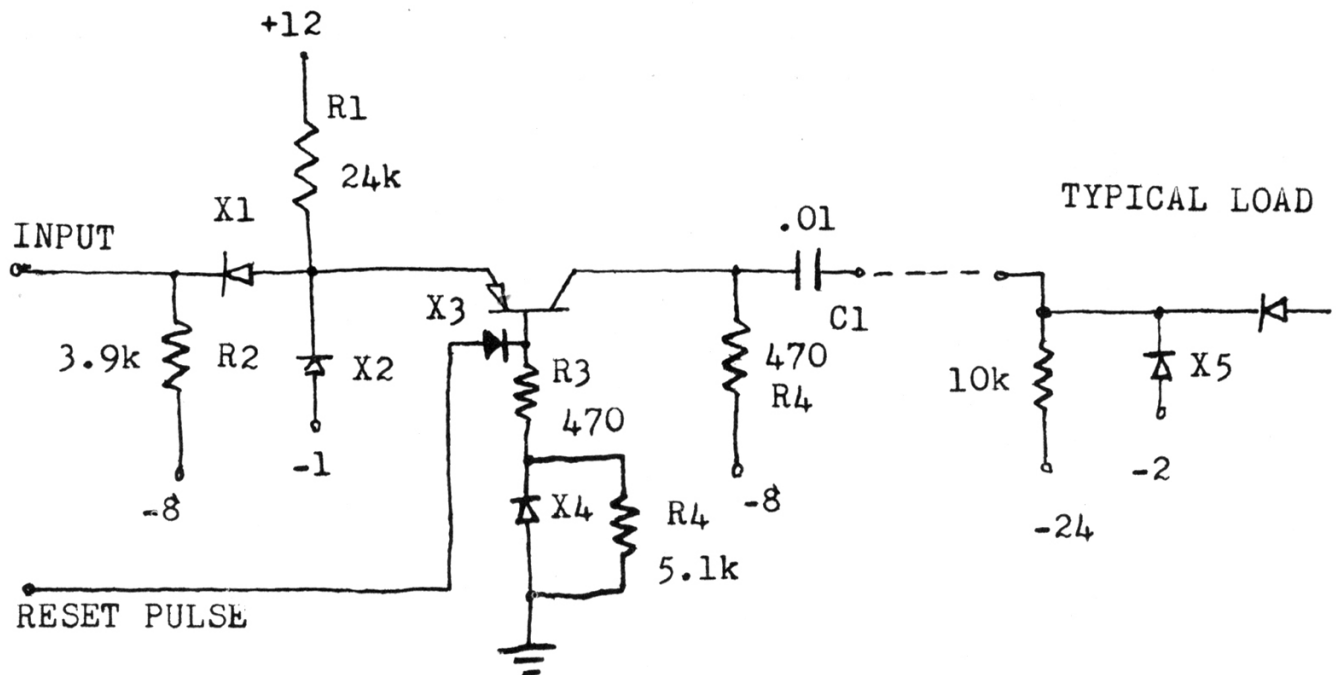 +12
R1
24k
X1
INPUT
TYPICAL LOAD
.01
X3
C1
3.9k
R2
X2
R3
470
470
R4
10k
X5
-1
-8
X4
R4
5.1k
-8
-2
-24
RESET PULSE